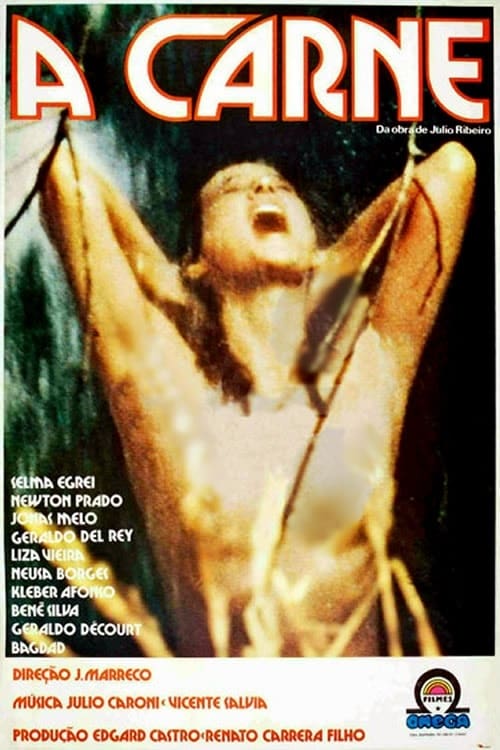 A CARNE
Da obra de Júlio Ribeiro
SELMA EGREI
NEWTON PRADO
JONAS MELO
GERALDO DEL REY
LIZA VIEIRA
NEUSA BORGES
KLEBER AFONSO
BENÊ SILVA
GERALDO DÉCOURT
BAGDAD
DIREÇÃO J. MARRECO
MÚSICA JULIO CARONI E VICENTE SALVIA
PRODUÇÃO EDGARD CASTRO E RENATO CARRERA FILHO
FILMES
OMEGA